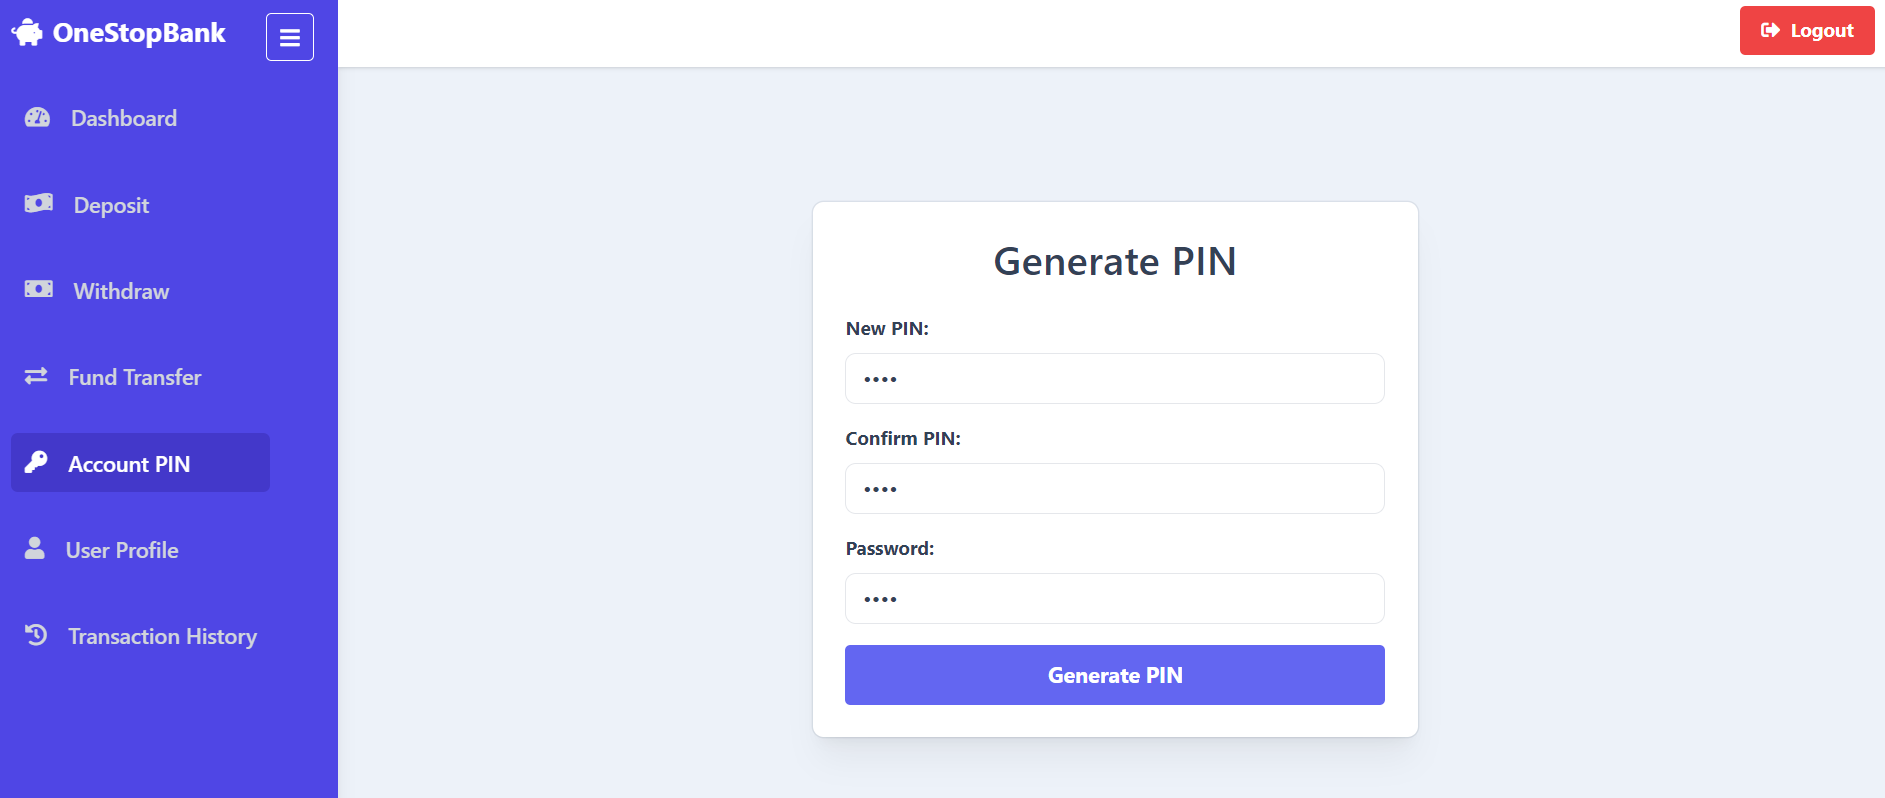 OneStopBank
Logout
Dashboard
Deposit
Withdraw
Fund Transfer
Account PIN
User Profile
Transaction History
Generate PIN
New PIN:
••••
Confirm PIN:
••••
Password:
••••
Generate PIN